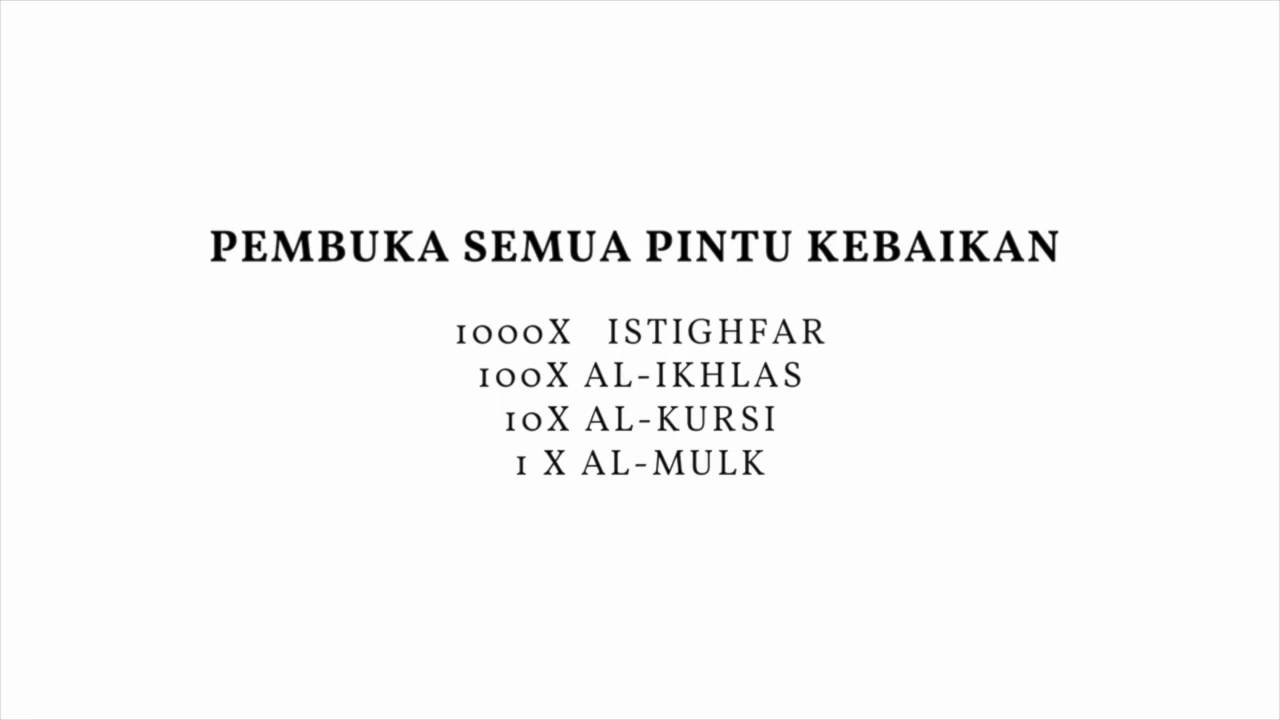 PEMBUKA SEMUA PINTU KEBAIKAN
1000X ISTIGHFAR
100X AL-IKHLAS
10X AL-KURSI
1 X AL-MULK